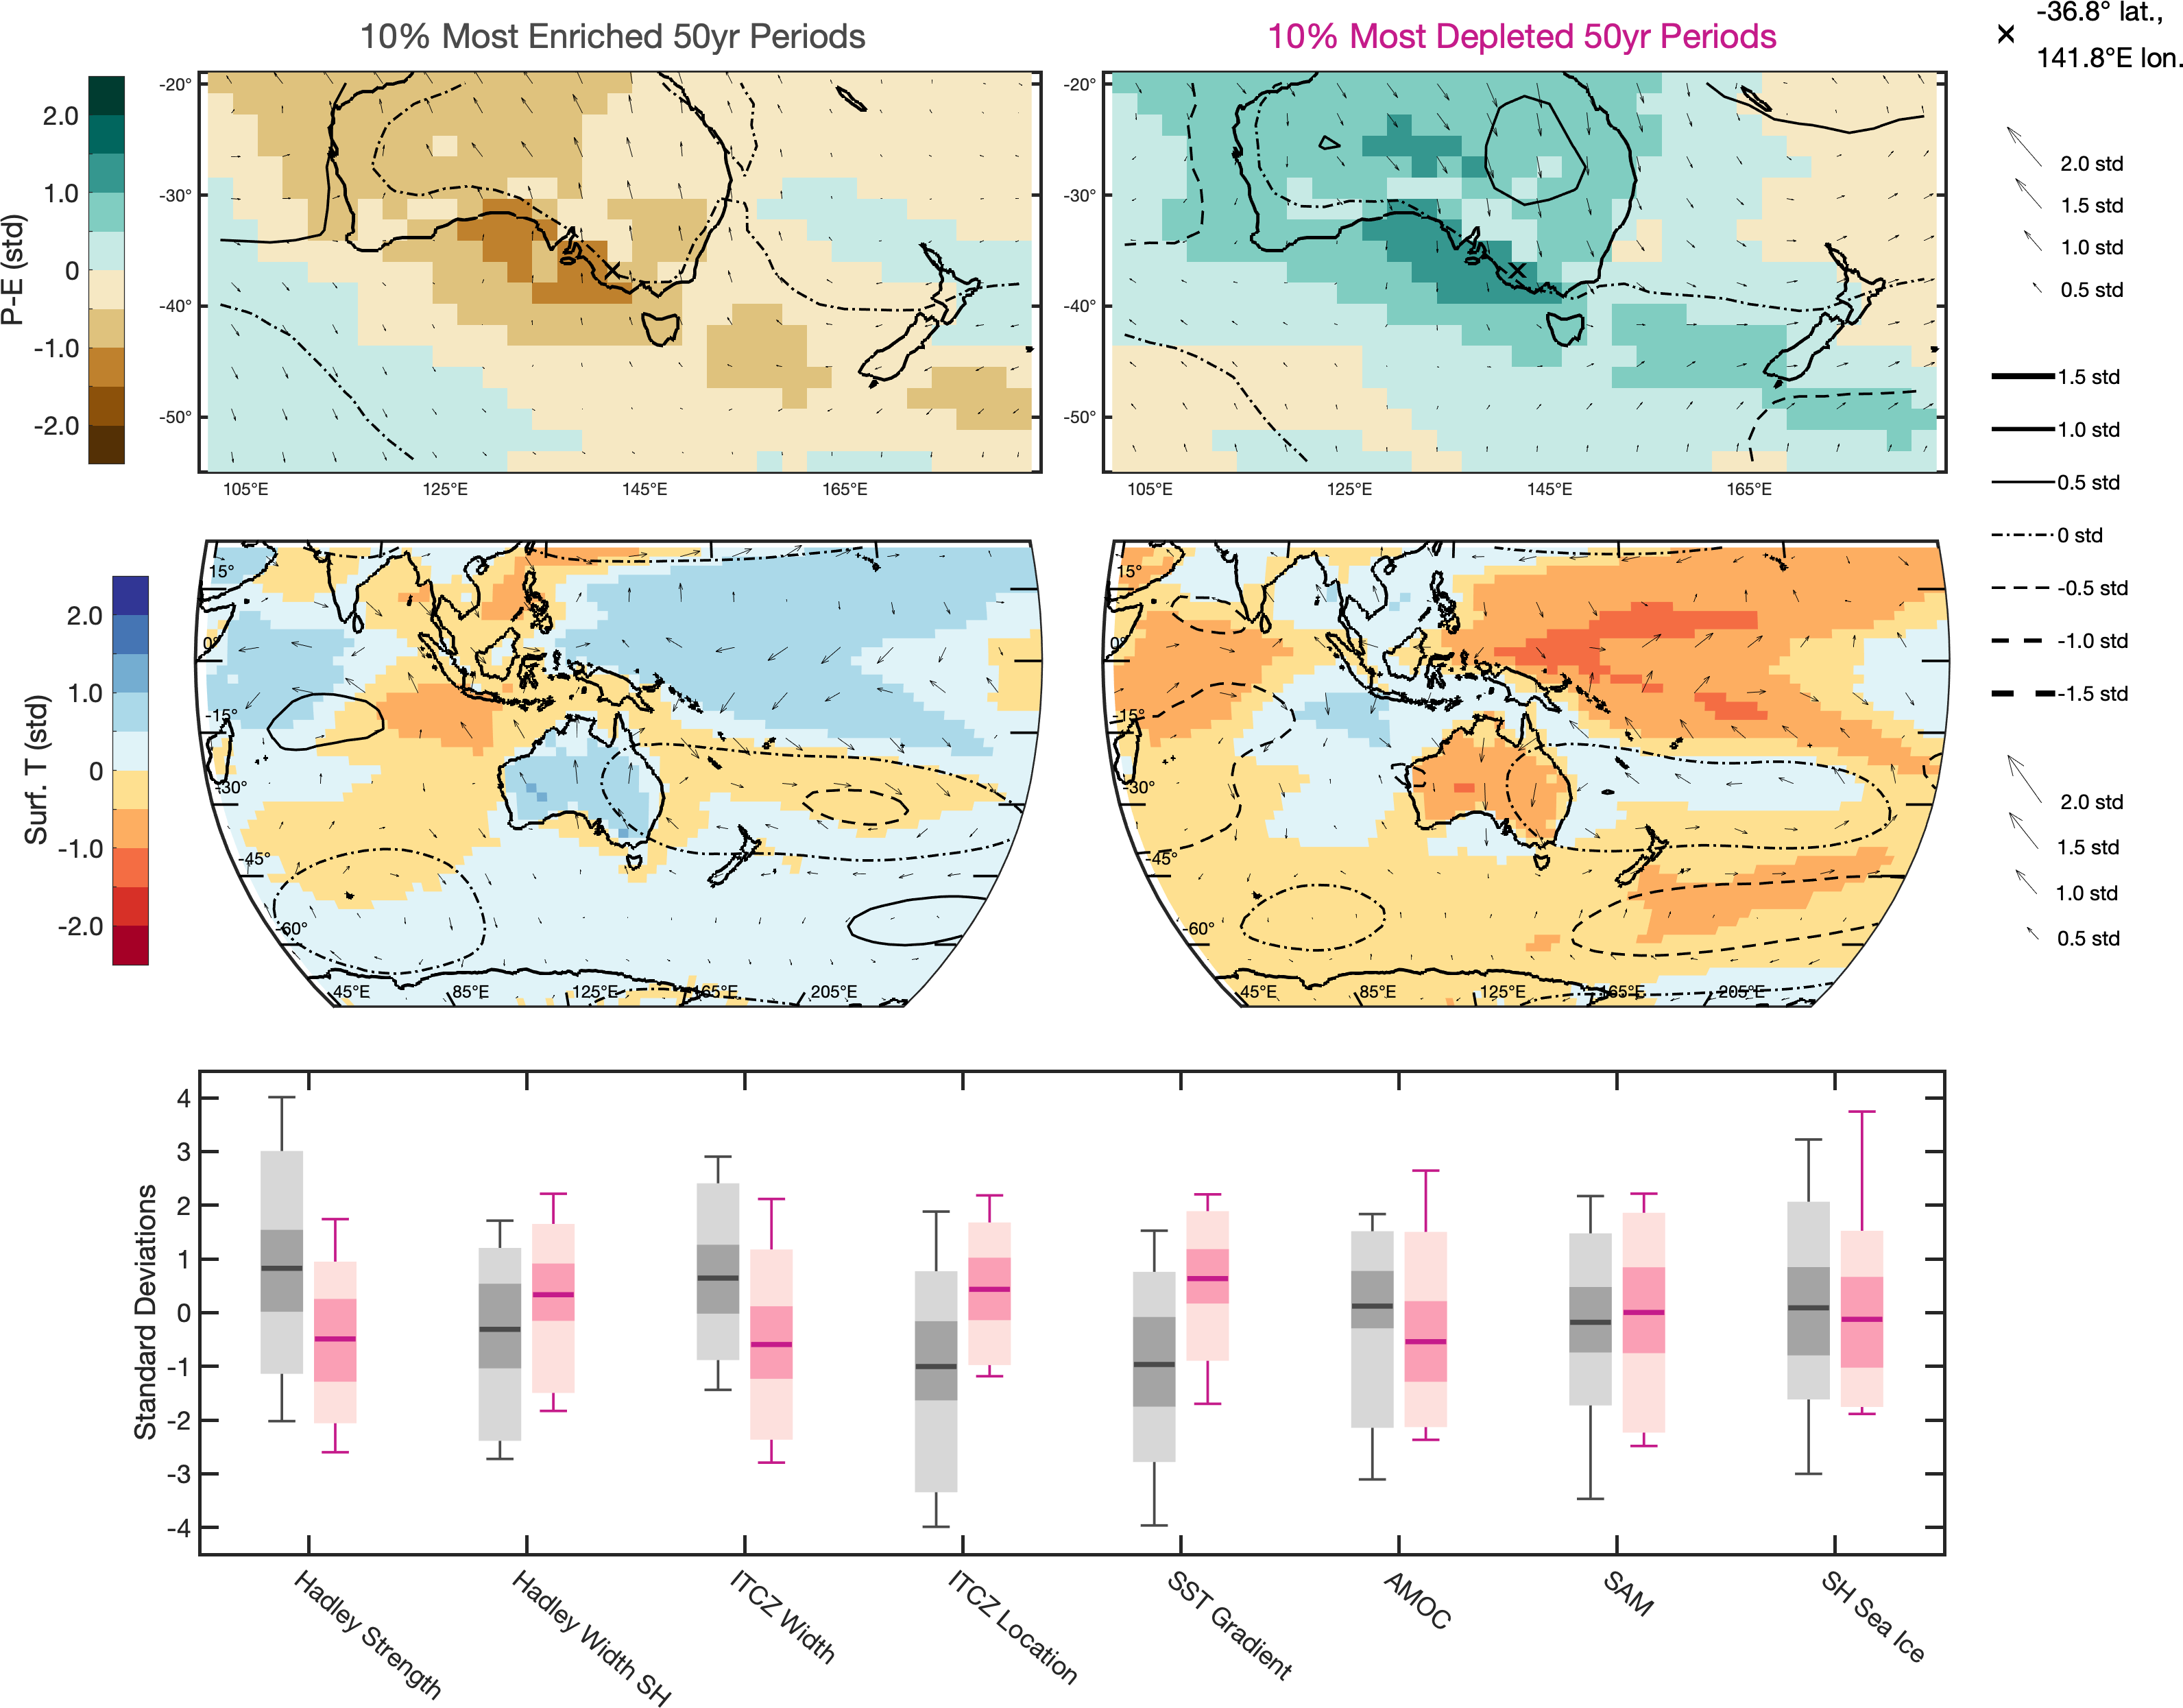 10% Most Enriched 50yr Periods
10% Most Depleted 50yr Periods
-36.8° lat.,
141.8°E lon.
P-E (std)
2.0
1.0
0
-1.0
-2.0
-20°
-30°
-40°
-50°
105°E
125°E
145°E
165°E
-20°
-30°
-40°
-50°
105°E
125°E
145°E
165°E
2.0 std
1.5 std
1.0 std
0.5 std
1.5 std
1.0 std
0.5 std
0 std
-0.5 std
-1.0 std
-1.5 std
Surf. T (std)
2.0
1.0
0
-1.0
-2.0
15°
0°
-15°
-30°
-45°
-60°
45°E
85°E
125°E
165°E
205°E
15°
0°
-15°
-30°
-45°
-60°
45°E
85°E
125°E
165°E
205°E
2.0 std
1.5 std
1.0 std
0.5 std
Standard Deviations
4
3
2
1
0
-1
-2
-3
-4
Hadley Strength
Hadley Width SH
ITCZ Width
ITCZ Location
SST Gradient
AMOC
SAM
SH Sea Ice